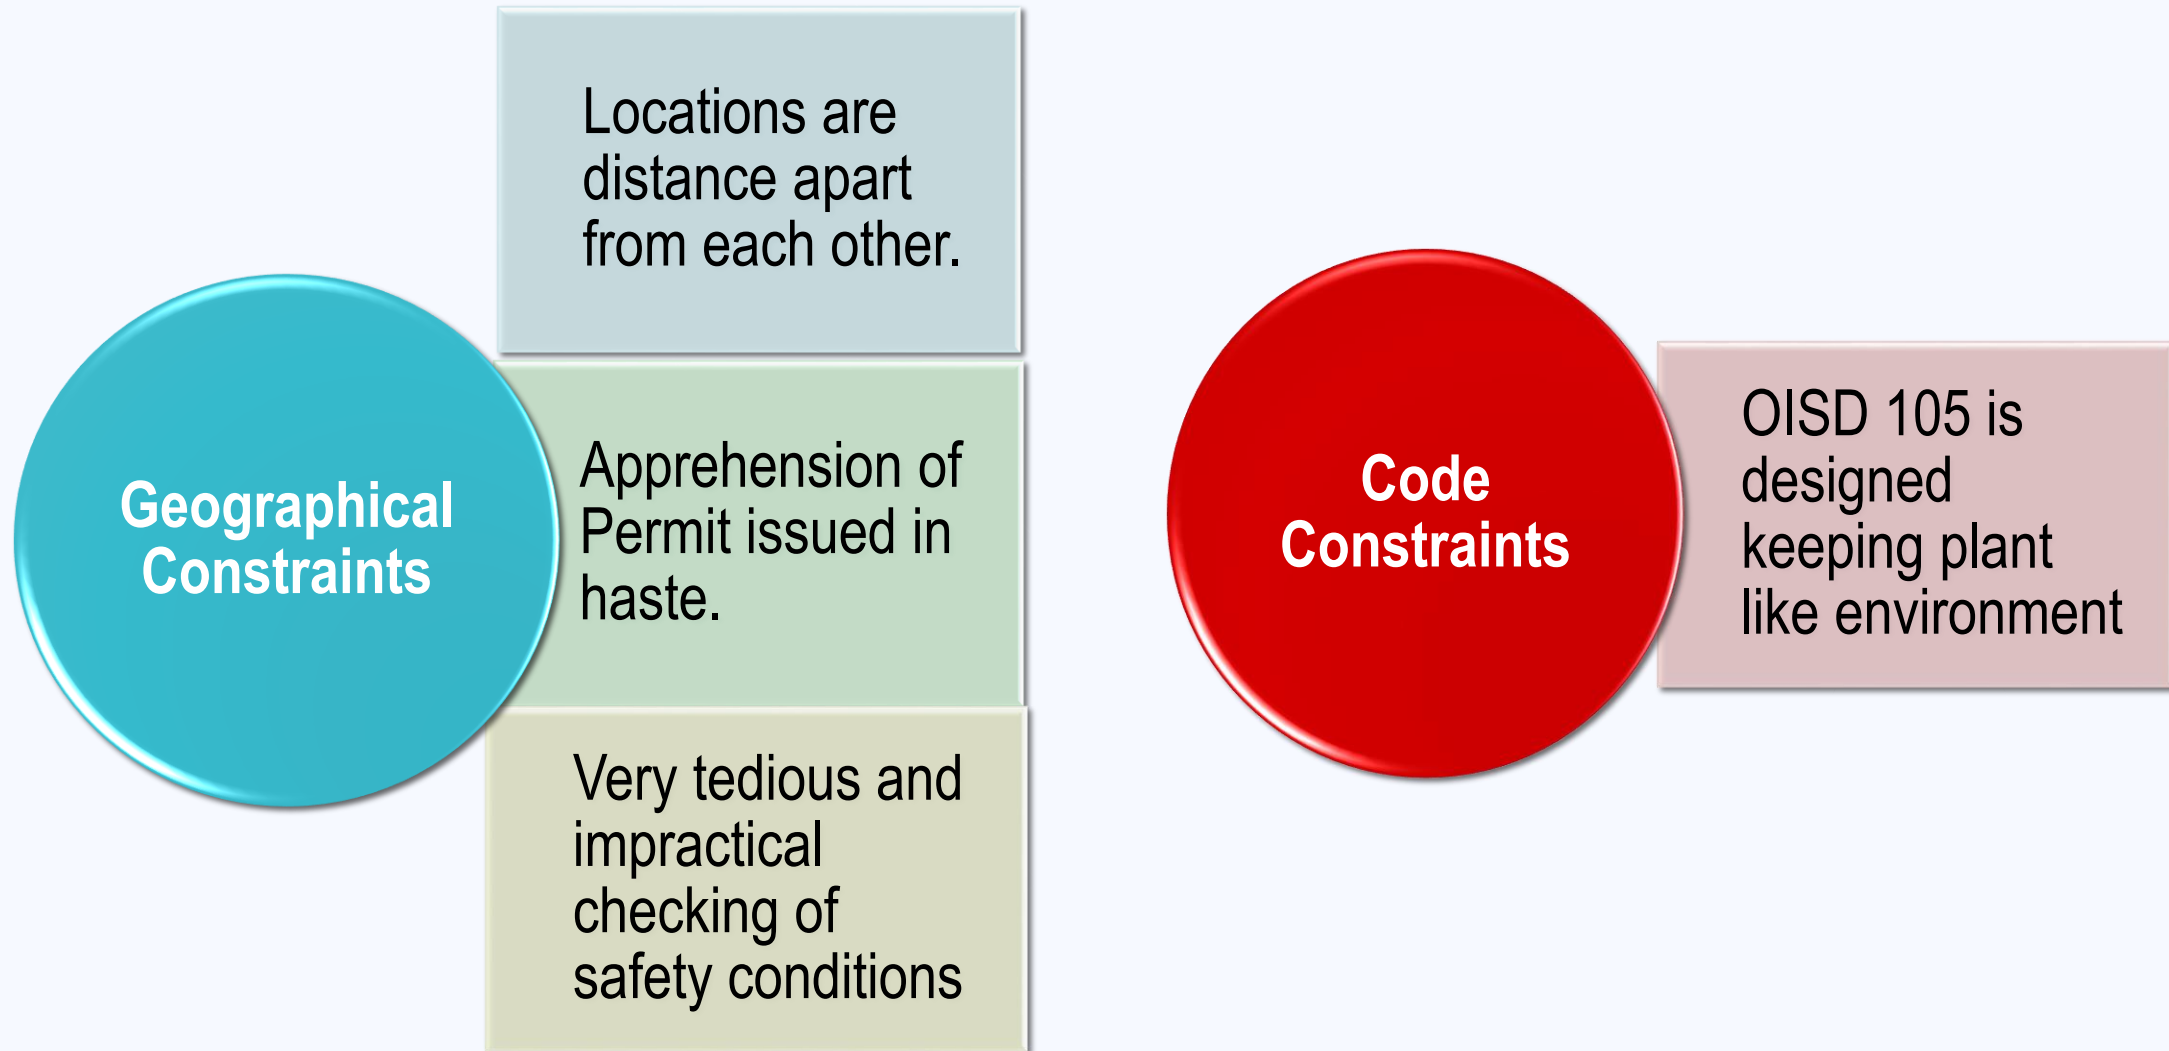 Geographical
Constraints
Locations are
distance apart
from each other.
Apprehension of
Permit issued in
haste.
Very tedious and
impractical
checking of
safety conditions
Code
Constraints
OISD 105 is
designed
keeping plant
like environment